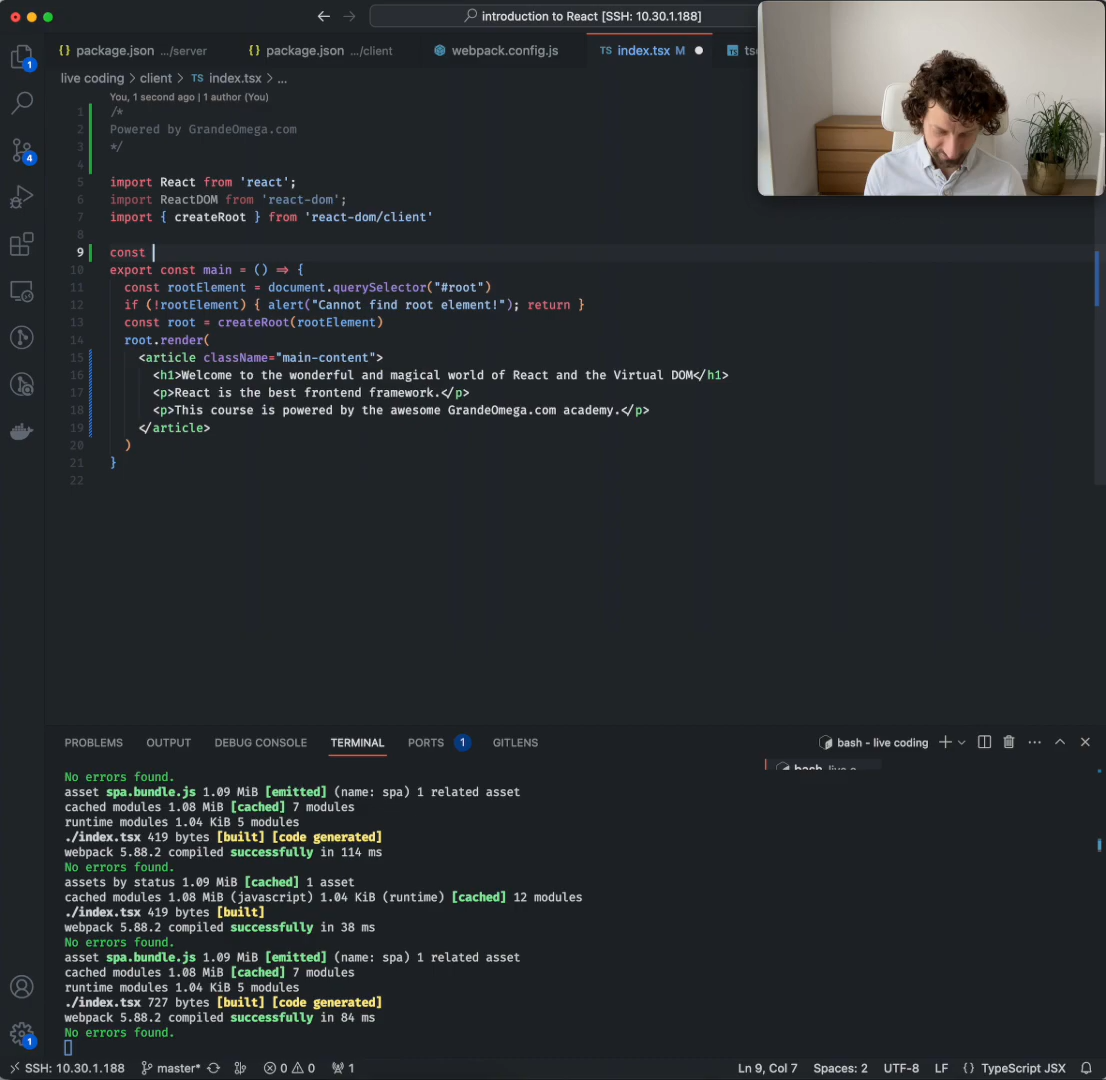 introduction to React [SSH: 10.30.1.188]
{} package.json .../server {} package.json .../client webpack.config.js TS index.tsx M
live coding > client > TS index.tsx > ...
You, 1 second ago | 1 author (You)
1 /*
2 Powered by GrandeOmega.com
3 */
4
5 import React from 'react';
6 import ReactDOM from 'react-dom';
7 import { createRoot } from 'react-dom/client'
8
9 const
10 export const main = () ⇒ {
11 const rootElement = document.querySelector("#root")
12 if (!rootElement) { alert("Cannot find root element!"); return }
13 const root = createRoot(rootElement)
14 root.render(
15 <article className="main-content">
16 <h1>Welcome to the wonderful and magical world of React and the Virtual DOM</h1>
17 <p>React is the best frontend framework.</p>
18 <p>This course is powered by the awesome GrandeOmega.com academy.</p>
19 </article>
20 )
21 }
22
PROBLEMS OUTPUT DEBUG CONSOLE TERMINAL PORTS 1 GITLENS
bash - live coding
No errors found.
asset spa.bundle.js 1.09 MiB [emitted] (name: spa) 1 related asset
cached modules 1.08 MiB [cached] 7 modules
runtime modules 1.04 KiB 5 modules
./index.tsx 419 bytes [built] [code generated]
webpack 5.88.2 compiled successfully in 114 ms
No errors found.
assets by status 1.09 MiB [cached] 1 asset
cached modules 1.08 MiB (javascript) 1.04 KiB (runtime) [cached] 12 modules
./index.tsx 419 bytes [built]
webpack 5.88.2 compiled successfully in 38 ms
No errors found.
asset spa.bundle.js 1.09 MiB [emitted] (name: spa) 1 related asset
cached modules 1.08 MiB [cached] 7 modules
runtime modules 1.04 KiB 5 modules
./index.tsx 727 bytes [built] [code generated]
webpack 5.88.2 compiled successfully in 84 ms
No errors found.
SSH: 10.30.1.188 master* 0 0 1 Ln 9, Col 7 Spaces: 2 UTF-8 LF {} TypeScript JSX